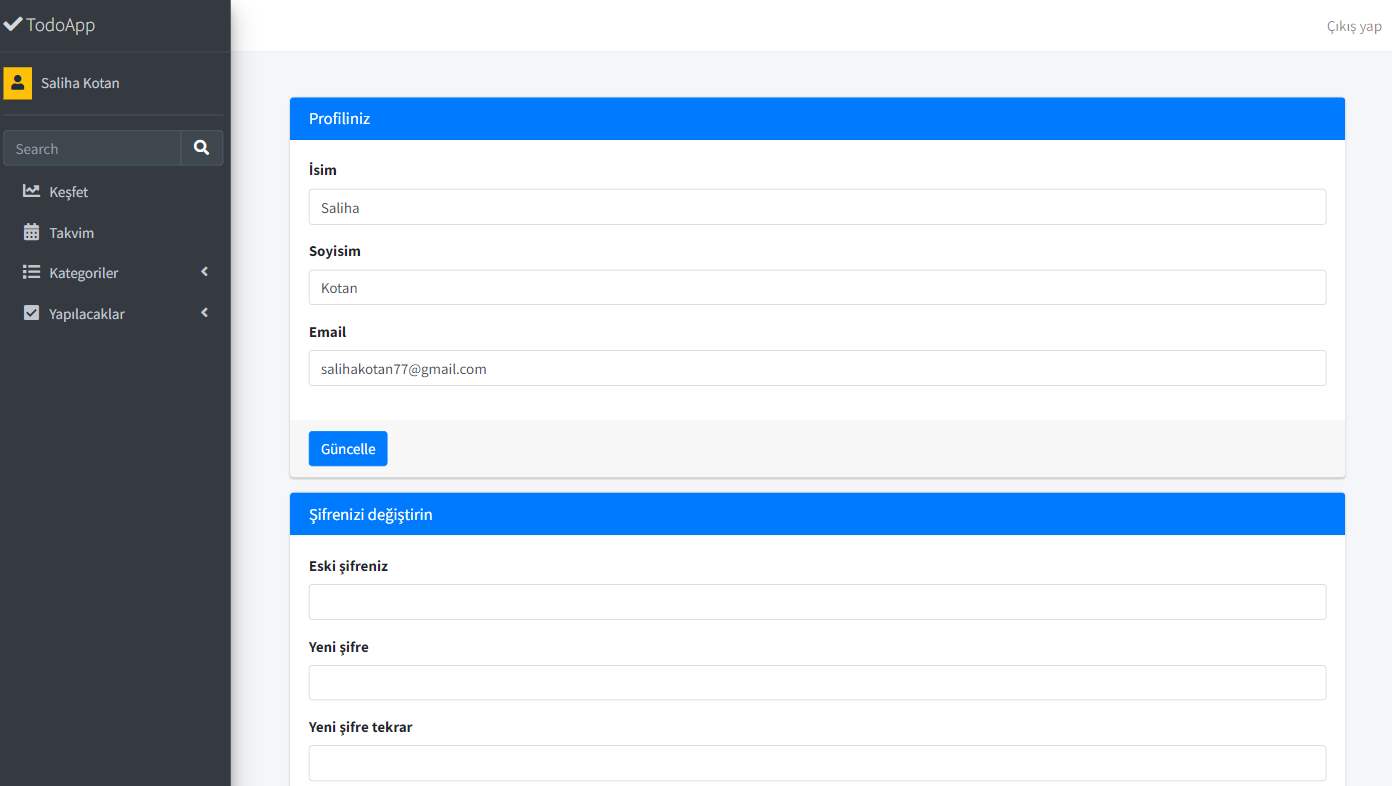 TodoApp
Çıkış yap
Saliha Kotan
Search
Keşfet
Takvim
Kategoriler
Yapılacaklar
Profiliniz
İsim
Saliha
Soyisim
Kotan
Email
salihakotan77@gmail.com
Güncelle
Şifrenizi değiştirin
Eski şifreniz
Yeni şifre
Yeni şifre tekrar